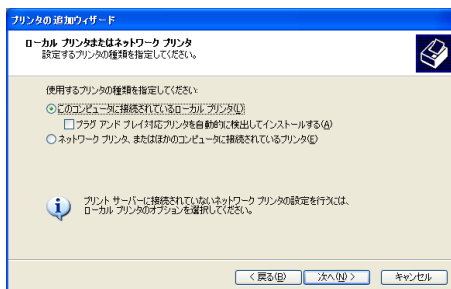 プリンタの追加ウィザード
ローカル プリンタまたはネットワーク プリンタ
設定するプリンタの種類を指定してください。
使用するプリンタの種類を指定してください:
このコンピュータに接続されているローカル プリンタ(L)
プラグ アンド プレイ対応プリンタを自動的に検出してインストールする(A)
ネットワーク プリンタ、またはほかのコンピュータに接続されているプリンタ(E)
プリント サーバーに接続されていないネットワーク プリンタの設定を行うには、
ローカル プリンタのオプションを選択してください。
< 戻る(B) 次へ(N) > キャンセル